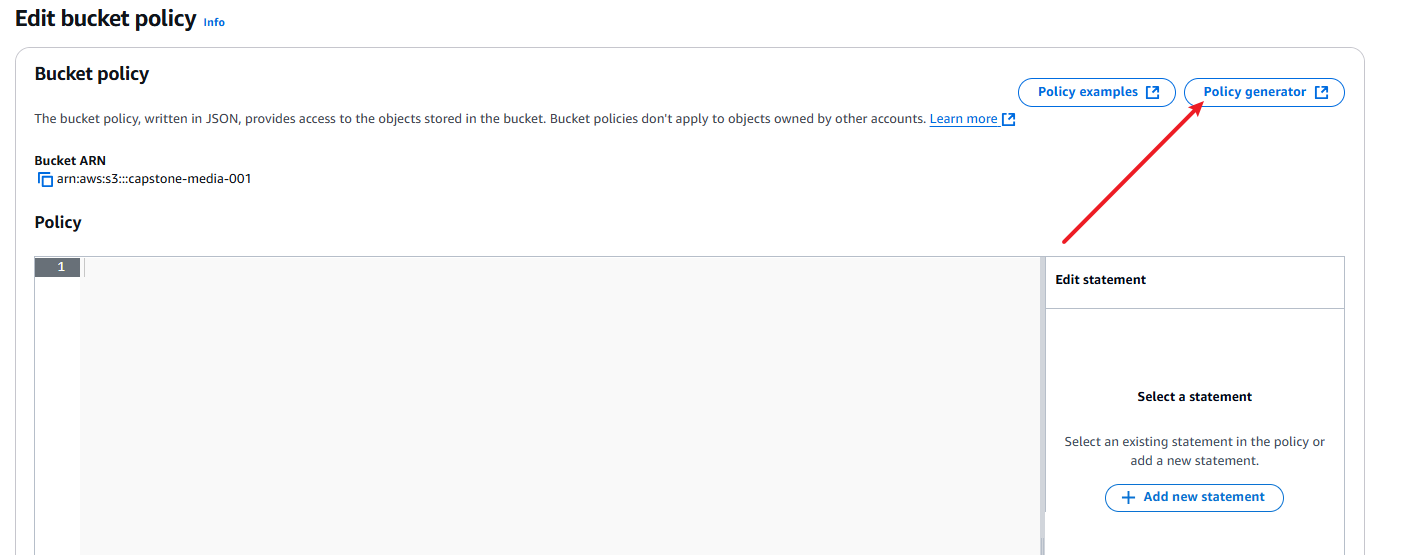 Edit bucket policy Info
Bucket policy
Policy examples
Policy generator
The bucket policy, written in JSON, provides access to the objects stored in the bucket. Bucket policies don't apply to objects owned by other accounts. Learn more
Bucket ARN
arn:aws:s3:::capstone-media-001
Policy
1
Edit statement
Select a statement
Select an existing statement in the policy or
add a new statement.
Add new statement